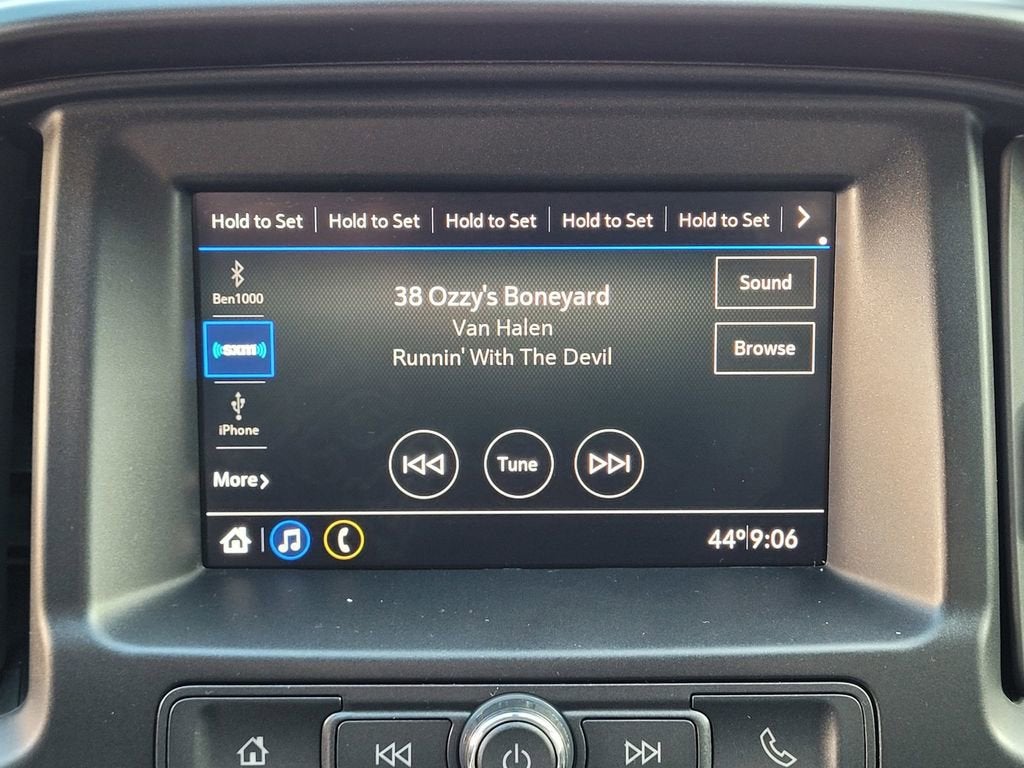 Hold to Set Hold to Set Hold to Set Hold to Set Hold to Set
Ben1000
38 Ozzy's Boneyard
Van Halen
Runnin' With The Devil
Sound
Browse
SXM
iPhone
More
Tune
44° 9:06